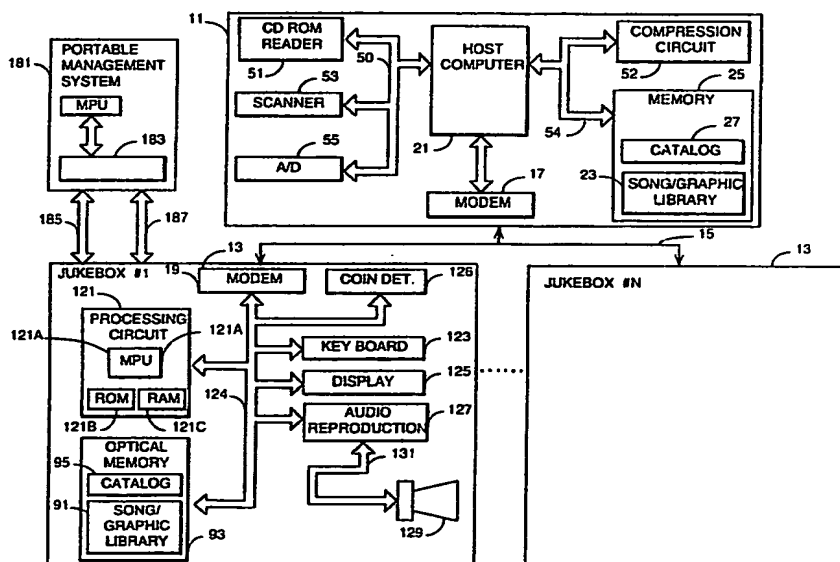 11
CD ROM
READER
51
50
HOST
COMPUTER
21
COMPRESSION
CIRCUIT
52
25
SCANNER
53
MEMORY
27
CATALOG
23
SONG/GRAPHIC
LIBRARY
54
A/D
55
MODEM
17
15
PORTABLE
MANAGEMENT
SYSTEM
181
MPU
183
185
187
JUKEBOX #1
13
19
MODEM
COIN DET.
126
121
PROCESSING
CIRCUIT
121A
MPU
121A
ROM
RAM
121B
121C
124
KEY BOARD
123
DISPLAY
125
AUDIO
REPRODUCTION
127
131
129
OPTICAL
MEMORY
95
CATALOG
91
SONG/
GRAPHIC
LIBRARY
93
13
JUKEBOX #N